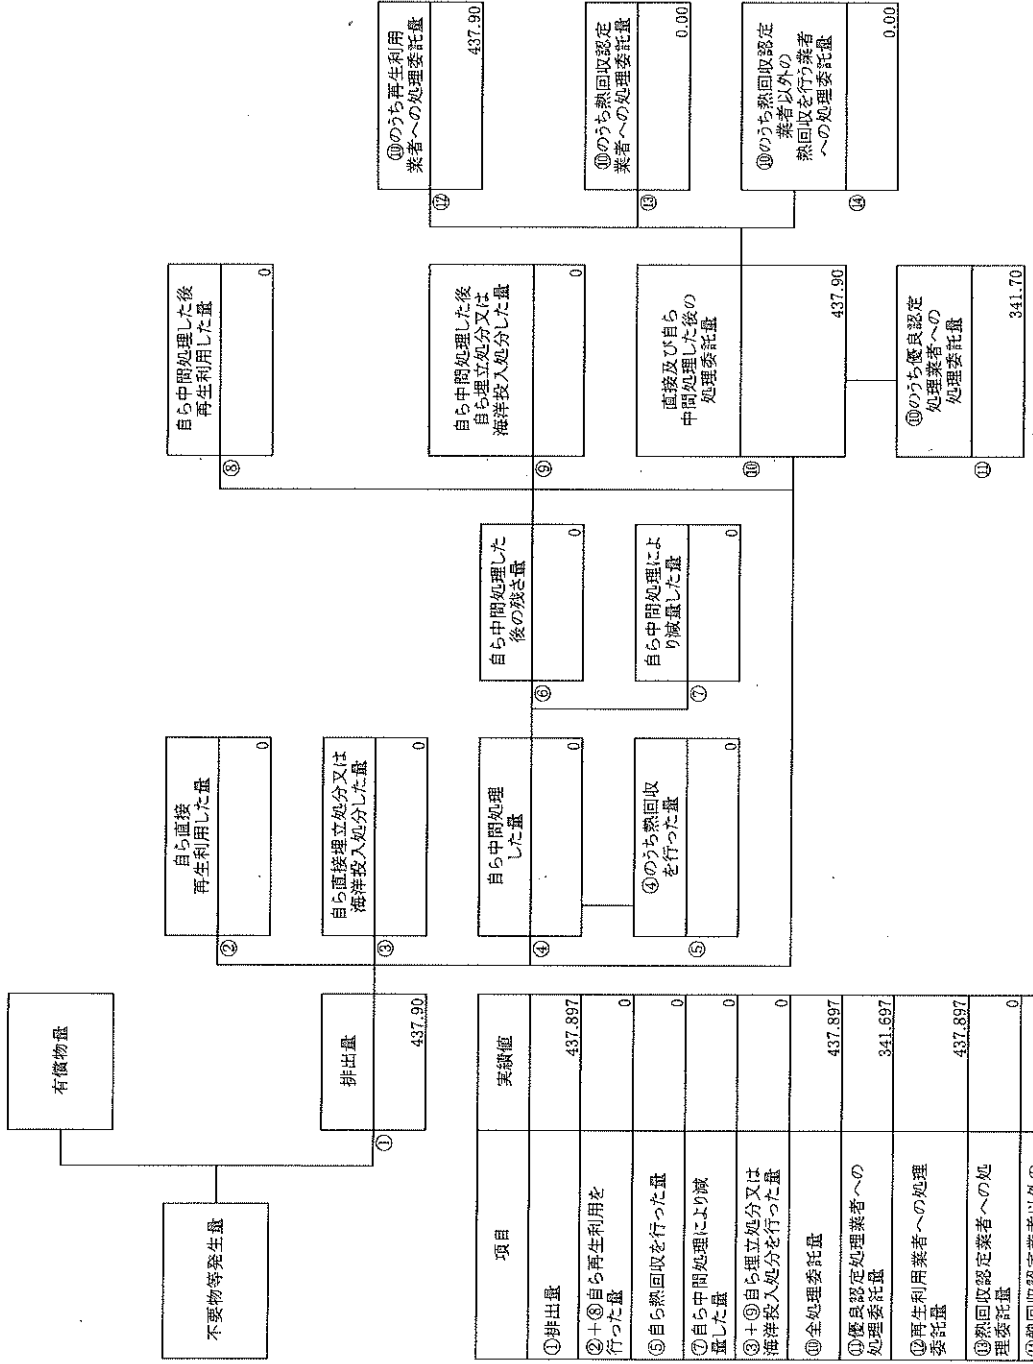 不要物等発生量
有償物量
排出量
①
437.90
自ら直接
再生利用した量
②
0
自ら直接埋立処分又は
海洋投入処分した量
③
0
自ら中間処理
した量
④
0
④のうち熱回収
を行った量
⑤
0
自ら中間処理した
後の残さ量
⑥
0
自ら中間処理によ
り減量した量
⑦
0
自ら中間処理した後
再生利用した量
⑧
0
自ら中間処理した後
自ら埋立処分又は
海洋投入処分した量
⑨
0
直接及び自ら
中間処理した後の
処理委託量
⑩
437.90
⑩のうち優良認定
処理業者への
処理委託量
⑪
341.70
⑩のうち再生利用
業者への処理委託量
⑫
437.90
⑩のうち熱回収認定
業者への処理委託量
⑬
0.00
⑩のうち熱回収認定
業者以外の
熱回収を行う業者
への処理委託量
⑭
0.00
項目 実績値
①排出量 437.897
②+⑧自ら再生利用を
行った量 0
⑤自ら熱回収を行った量 0
⑦自ら中間処理により減
量した量 0
③+⑨自ら埋立処分又は
海洋投入処分を行った量 0
⑩全処理委託量 437.897
⑪優良認定処理業者への
処理委託量 341.697
⑫再生利用業者への処理
委託量 437.897
⑬熱回収認定業者への処
理委託量 0
⑭熱回収認定業者以外の